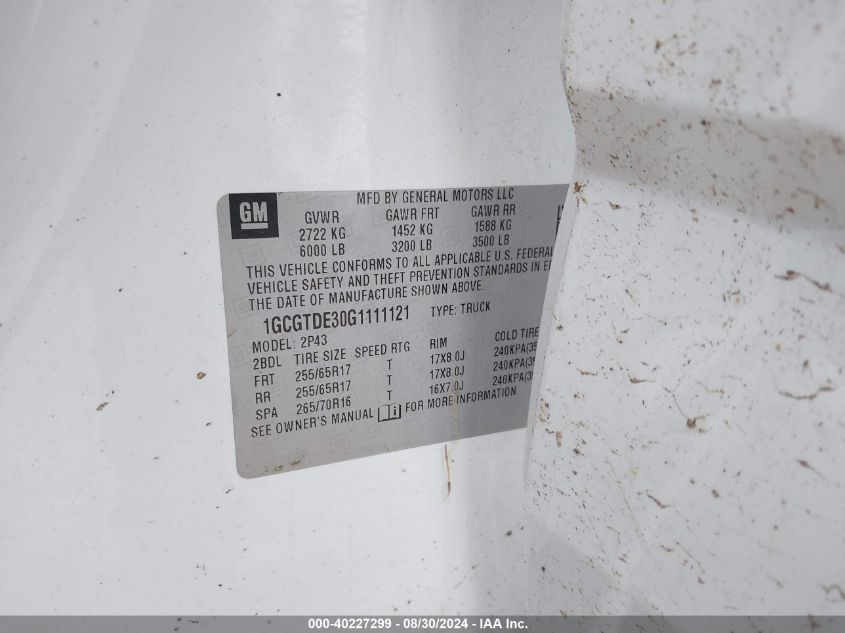 GM
MFD BY GENERAL MOTORS LLC
GVWR GAWR FRT GAWR RR
2722 KG 1452 KG 1588 KG
6000 LB 3200 LB 3500 LB
THIS VEHICLE CONFORMS TO ALL APPLICABLE U.S. FEDERAL
VEHICLE SAFETY AND THEFT PREVENTION STANDARDS IN
THE DATE OF MANUFACTURE SHOWN ABOVE.
1GCGTDE30G1111121 TYPE: TRUCK
MODEL: 2P43
2BDL TIRE SIZE SPEED RTG RIM COLD TIRE
FRT 255/65R17 T 17X8.0J 240KPA(35
RR 255/65R17 T 17X8.0J 240KPA(35
SPA 265/70R16 T 16X7.0J 240KPA(35
SEE OWNER'S MANUAL FOR MORE INFORMATION.
000-40227299 - 08/30/2024 - IAA Inc.